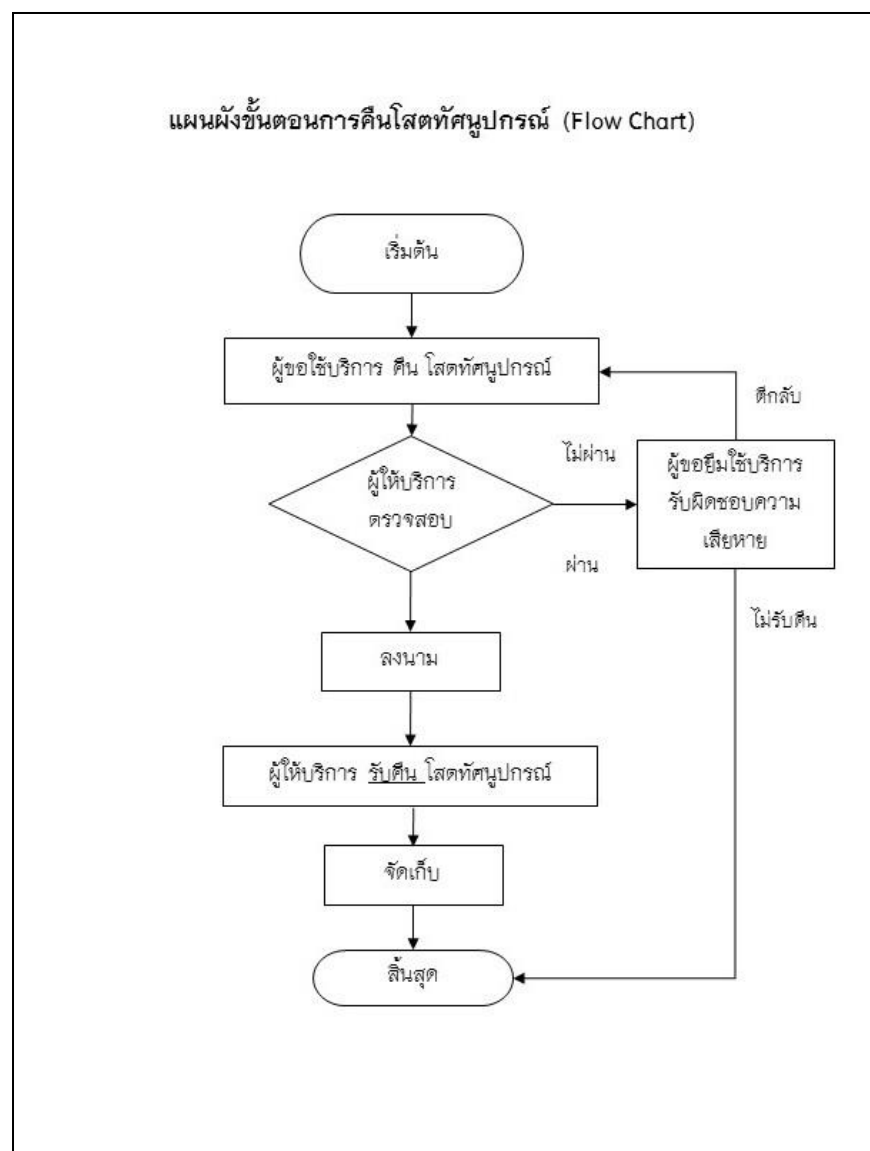 แผนผังขั้นตอนการคืนโสตทัศนูปกรณ์ (Flow Chart)
เริ่มต้น
ผู้ขอใช้บริการ คืน โสตทัศนูปกรณ์
ตีกลับ
ไม่ผ่าน
ผู้ให้บริการ
ตรวจสอบ
ผู้ขอยืมใช้บริการ
รับผิดชอบความ
เสียหาย
ผ่าน
ไม่รับคืน
ลงนาม
ผู้ให้บริการ รับคืน โสตทัศนูปกรณ์
จัดเก็บ
สิ้นสุด